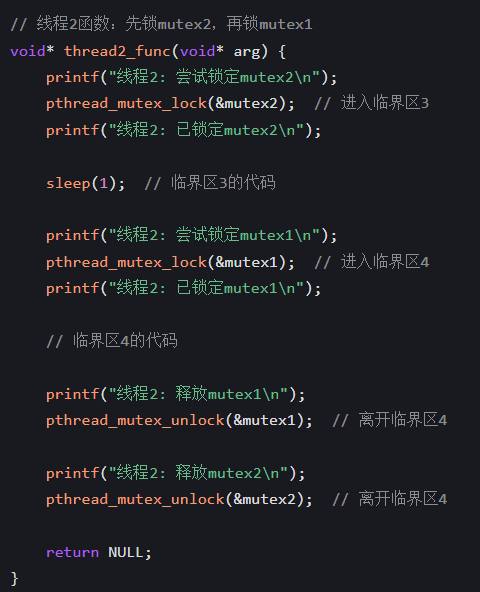 // 线程2函数：先锁mutex2，再锁mutex1
void* thread2_func(void* arg) {
    printf("线程2: 尝试锁定mutex2\n");
    pthread_mutex_lock(&mutex2);  // 进入临界区3
    printf("线程2: 已锁定mutex2\n");

    sleep(1);  // 临界区3的代码

    printf("线程2: 尝试锁定mutex1\n");
    pthread_mutex_lock(&mutex1);  // 进入临界区4
    printf("线程2: 已锁定mutex1\n");

    // 临界区4的代码

    printf("线程2: 释放mutex1\n");
    pthread_mutex_unlock(&mutex1);  // 离开临界区4

    printf("线程2: 释放mutex2\n");
    pthread_mutex_unlock(&mutex2);  // 离开临界区4

    return NULL;
}